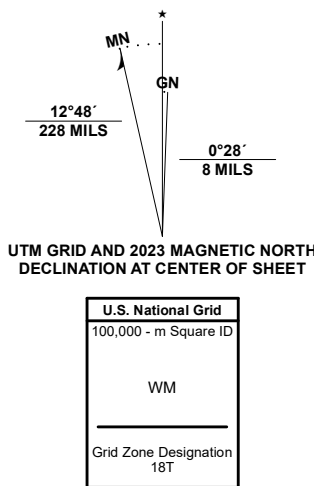 ★
MN
GN
12°48´
228 MILS
0°28´
8 MILS
UTM GRID AND 2023 MAGNETIC NORTH
DECLINATION AT CENTER OF SHEET
U.S. National Grid
100,000 - m Square ID
WM
Grid Zone Designation
18T